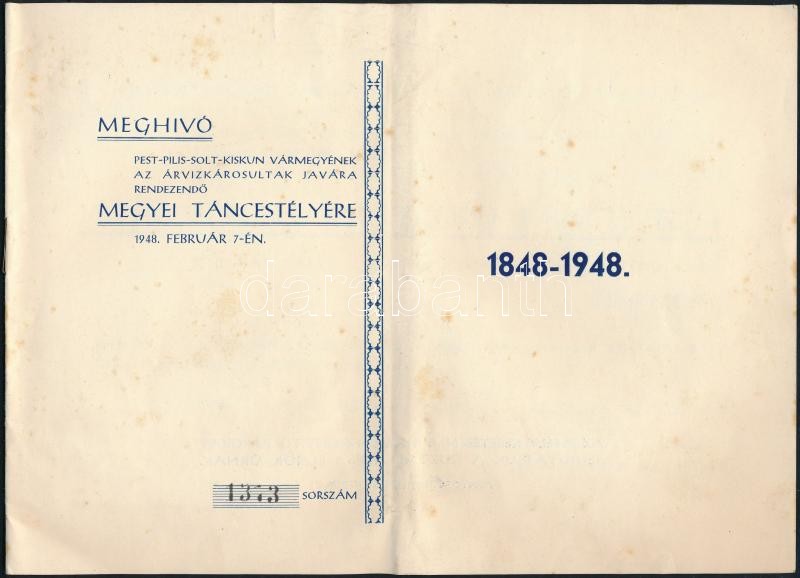 MEGHIVÓ
PEST-PILIS-SOLT-KISKUN VÁRMEGYÉNEK
AZ ÁRVIZKÁROSULTAK JAVÁRA
RENDEZENDŐ
MEGYEI TÁNCESTÉLYÉRE
1948. FEBRUÁR 7-ÉN.
1373 SORSZÁM
1848-1948.
darabanth